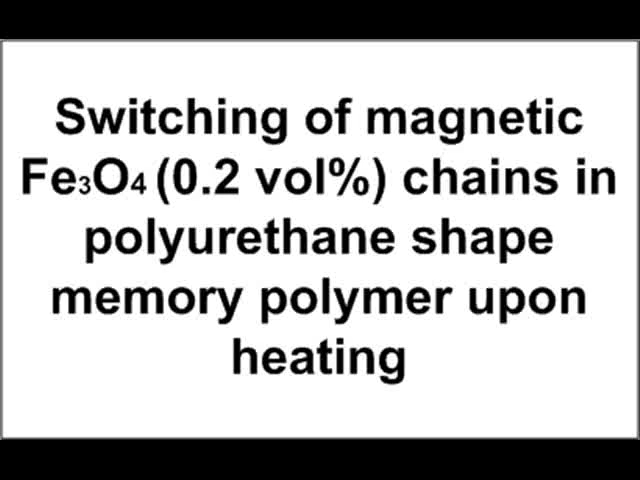 Switching of magnetic
Fe₃O₄ (0.2 vol%) chains in
polyurethane shape
memory polymer upon
heating